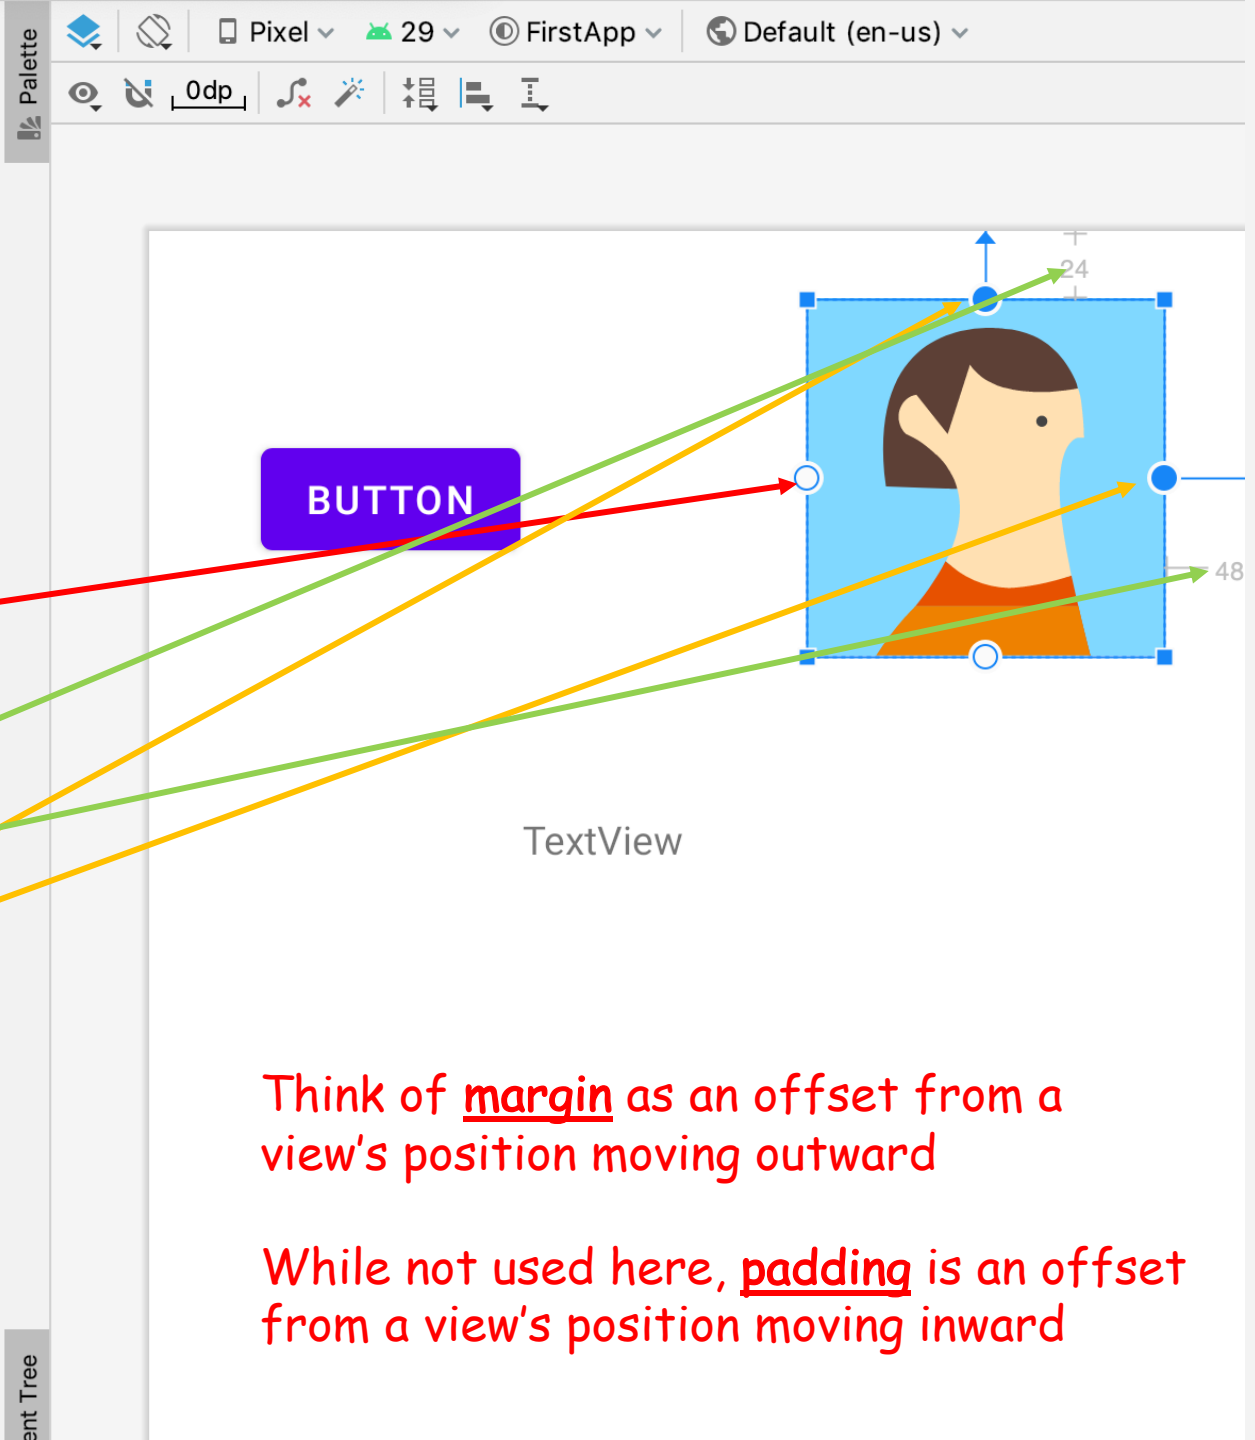 Palette
Pixel 29 FirstApp Default (en-us)
0dp
24
BUTTON
48
TextView
Think of margin as an offset from a
view's position moving outward
While not used here, padding is an offset
from a view's position moving inward
ent Tree